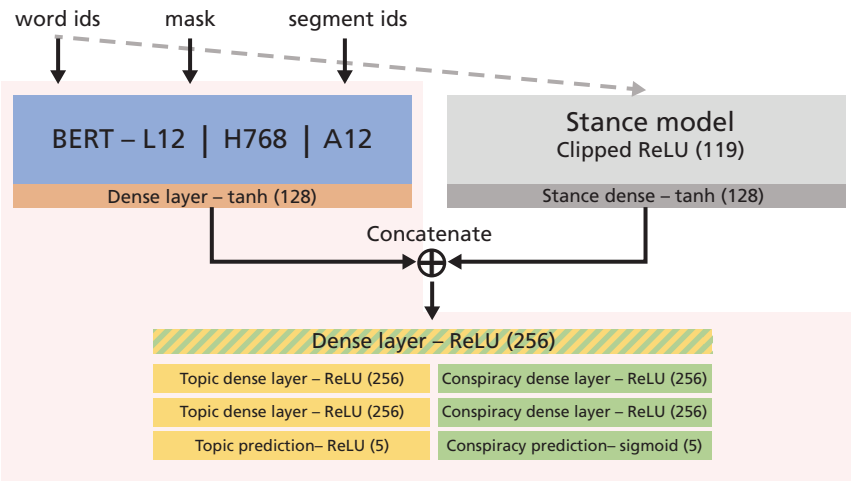 word ids
mask
segment ids
BERT – L12 | H768 | A12
Dense layer – tanh (128)
Stance model
Clipped ReLU (119)
Stance dense – tanh (128)
Concatenate
Dense layer – ReLU (256)
Topic dense layer – ReLU (256)
Conspiracy dense layer – ReLU (256)
Topic dense layer – ReLU (256)
Conspiracy dense layer – ReLU (256)
Topic prediction– ReLU (5)
Conspiracy prediction– sigmoid (5)